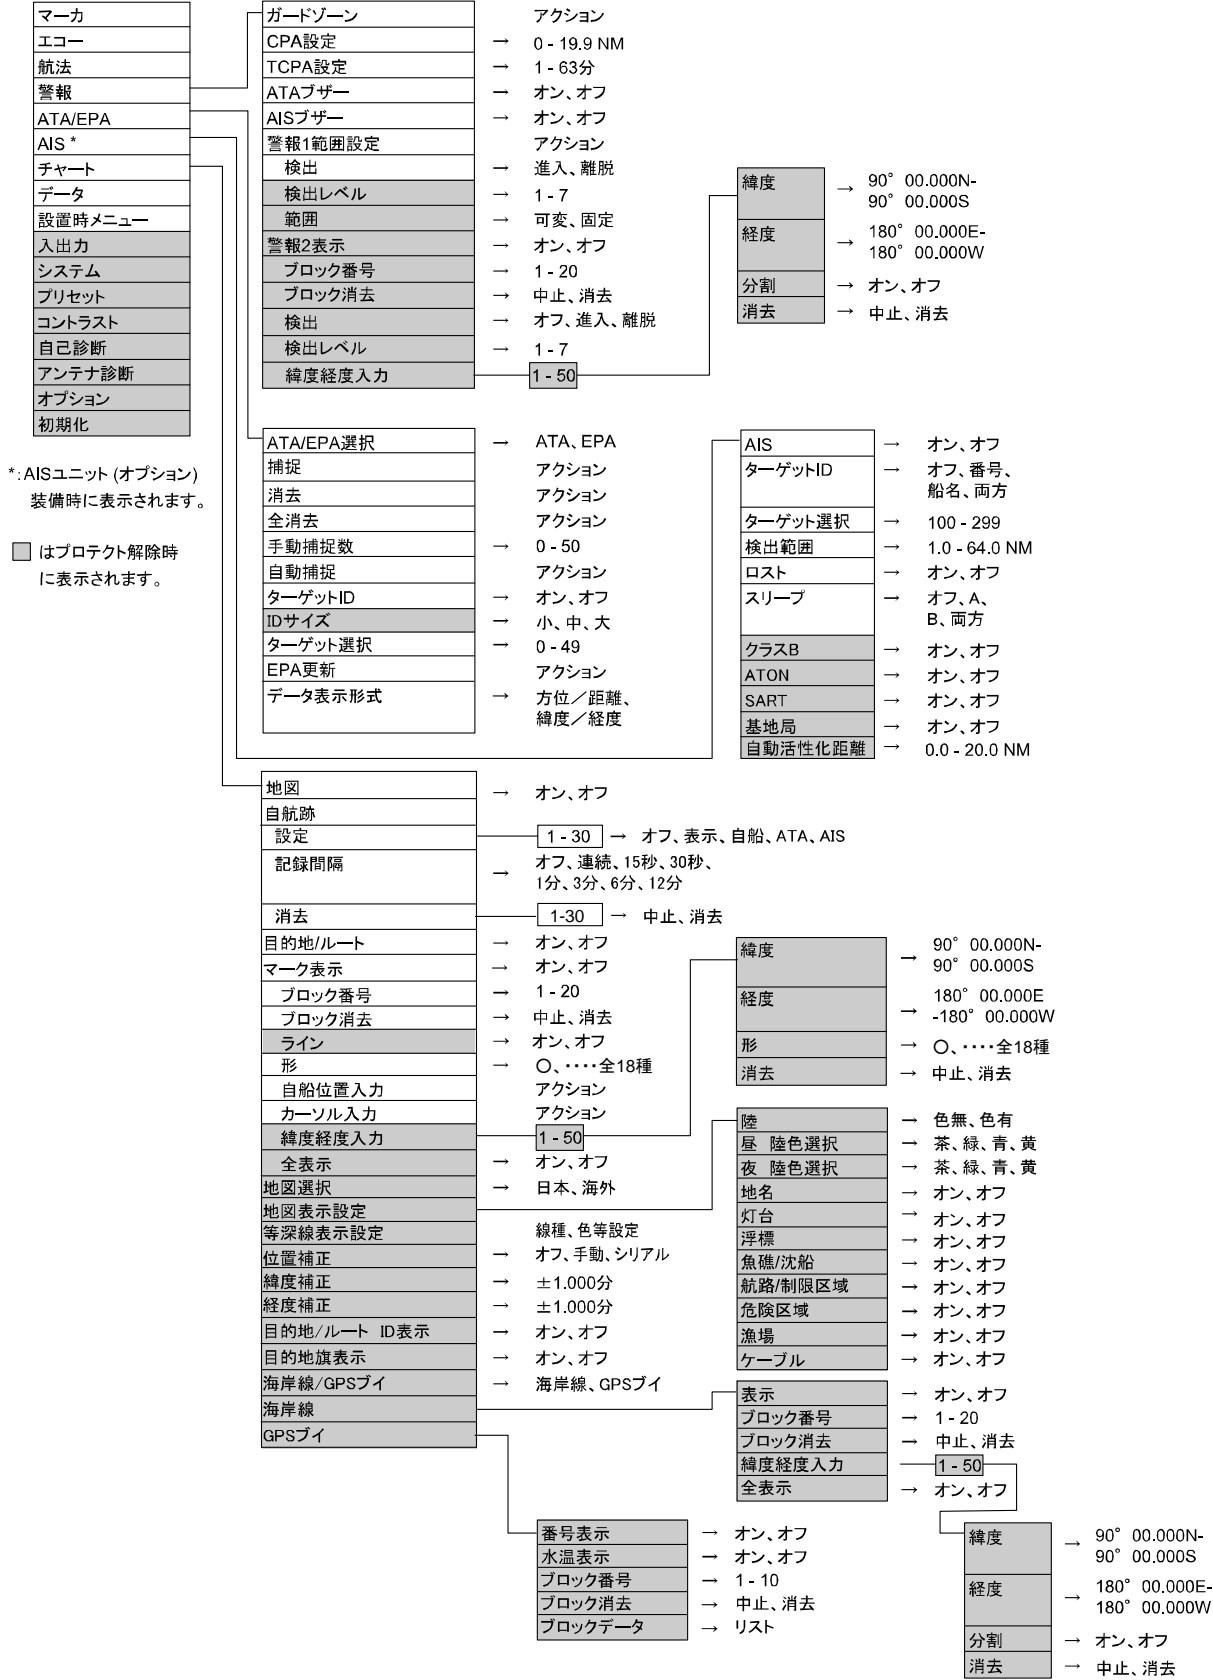 マーカ
エコー
航法
警報
ATA/EPA
AIS *
チャート
データ
設置時メニュー
入出力
システム
プリセット
コントラスト
自己診断
アンテナ診断
オプション
初期化
*:AISユニット (オプション)
装備時に表示されます。
はプロテクト解除時
に表示されます。
ガードゾーン アクション
CPA設定 → 0 - 19.9 NM
TCPA設定 → 1 - 63分
ATAブザー → オン、オフ
AISブザー → オン、オフ
警報1範囲設定 アクション
検出 → 進入、離脱
検出レベル → 1 - 7
範囲 → 可変、固定
警報2表示 → オン、オフ
ブロック番号 → 1 - 20
ブロック消去 → 中止、消去
検出 → オフ、進入、離脱
検出レベル → 1 - 7
緯度経度入力 1 - 50
緯度 → 90° 00.000N-
90° 00.000S
経度 → 180° 00.000E-
180° 00.000W
分割 → オン、オフ
消去 → 中止、消去
ATA/EPA選択 → ATA、EPA
捕捉 アクション
消去 アクション
全消去 アクション
手動捕捉数 → 0 - 50
自動捕捉 アクション
ターゲットID → オン、オフ
IDサイズ → 小、中、大
ターゲット選択 → 0 - 49
EPA更新 アクション
データ表示形式 → 方位／距離、
緯度／経度
AIS → オン、オフ
ターゲットID → オフ、番号、
船名、両方
ターゲット選択 → 100 - 299
検出範囲 → 1.0 - 64.0 NM
ロスト → オン、オフ
スリープ → オフ、A、
B、両方
クラスB → オン、オフ
ATON → オン、オフ
SART → オン、オフ
基地局 → オン、オフ
自動活性化距離 → 0.0 - 20.0 NM
地図 → オン、オフ
自航跡
設定 1 - 30 → オフ、表示、自船、ATA、AIS
記録間隔 → オフ、連続、15秒、30秒、
1分、3分、6分、12分
消去 1-30 → 中止、消去
目的地/ルート → オン、オフ
マーク表示 → オン、オフ
ブロック番号 → 1 - 20
ブロック消去 → 中止、消去
ライン → オン、オフ
形 → ○、････全18種
自船位置入力 アクション
カーソル入力 アクション
緯度経度入力 1 - 50
全表示 → オン、オフ
地図選択 → 日本、海外
地図表示設定
等深線表示設定 線種、色等設定
位置補正 → オフ、手動、シリアル
緯度補正 → ±1.000分
経度補正 → ±1.000分
目的地/ルート ID表示 → オン、オフ
目的地旗表示 → オン、オフ
海岸線/GPSブイ → 海岸線、GPSブイ
海岸線
GPSブイ
緯度 → 90° 00.000N-
90° 00.000S
経度 → 180° 00.000E
-180° 00.000W
形 → ○、････全18種
消去 → 中止、消去
陸 → 色無、色有
昼 陸色選択 → 茶、緑、青、黄
夜 陸色選択 → 茶、緑、青、黄
地名 → オン、オフ
灯台 → オン、オフ
浮標 → オン、オフ
魚礁/沈船 → オン、オフ
航路/制限区域 → オン、オフ
危険区域 → オン、オフ
漁場 → オン、オフ
ケーブル → オン、オフ
表示 → オン、オフ
ブロック番号 → 1 - 20
ブロック消去 → 中止、消去
緯度経度入力 1 - 50
全表示 → オン、オフ
番号表示 → オン、オフ
水温表示 → オン、オフ
ブロック番号 → 1 - 10
ブロック消去 → 中止、消去
ブロックデータ → リスト
緯度 → 90° 00.000N-
90° 00.000S
経度 → 180° 00.000E-
180° 00.000W
分割 → オン、オフ
消去 → 中止、消去